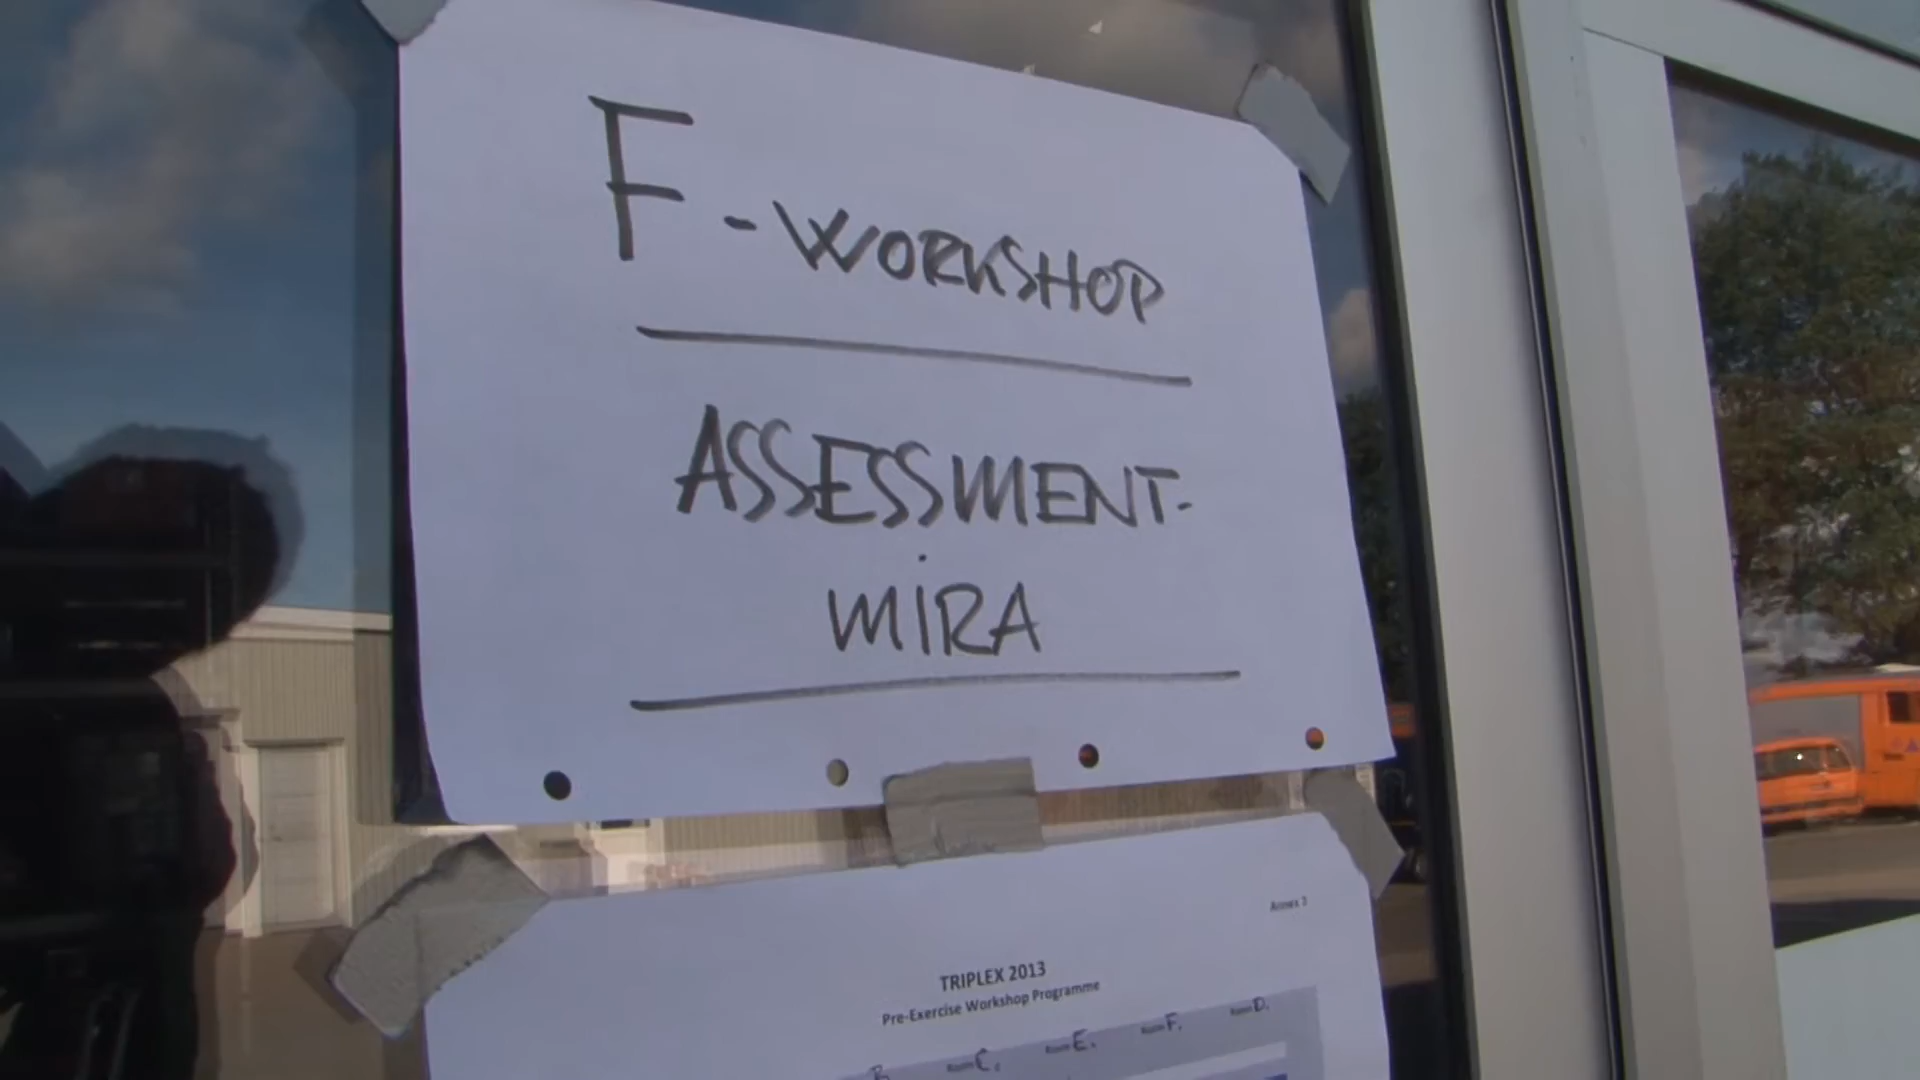 F - WORKSHOP
ASSESSMENT-
MiRA
Annex 3
TRIPLEX 2013
Pre-Exercise Workshop Programme
B. Room C. Room E. Room F. Room D.